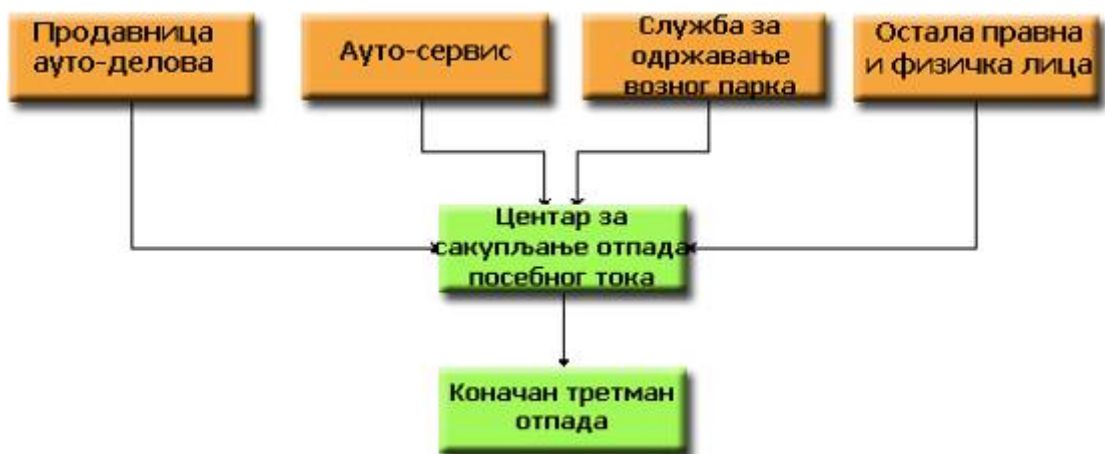 Продавница
ауто-делова
Ауто-сервис
Служба за
одржавање
возног парка
Остала правна
и физичка лица
Центар за
сакупљање отпада
посебног тока
Коначан третман
отпада